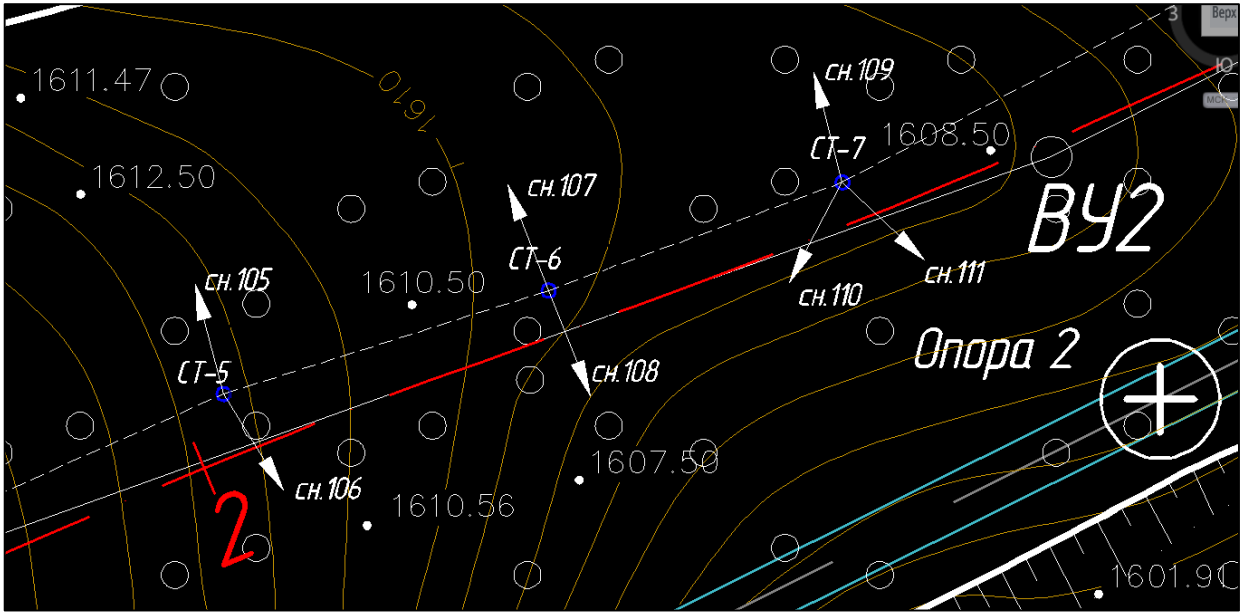 З
Верх
Ю
МСК
1611.47
1610
сн.109
СТ-7
1608.50
1612.50
сн.107
ВУ2
СТ-6
сн.105
1610.50
сн.110
сн.111
СТ-5
сн.108
Опора 2
1607.50
сн.106
2
1610.56
1601.91